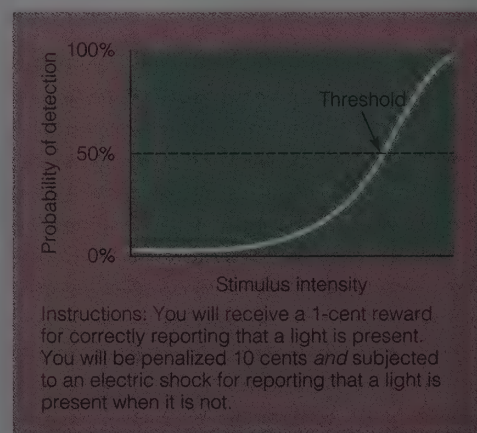 100%
Probability of detection
Threshold
50%
0%
Stimulus intensity
Instructions: You will receive a 1-cent reward
for correctly reporting that a light is present.
You will be penalized 10 cents and subjected
to an electric shock for reporting that a light is
present when it is not.